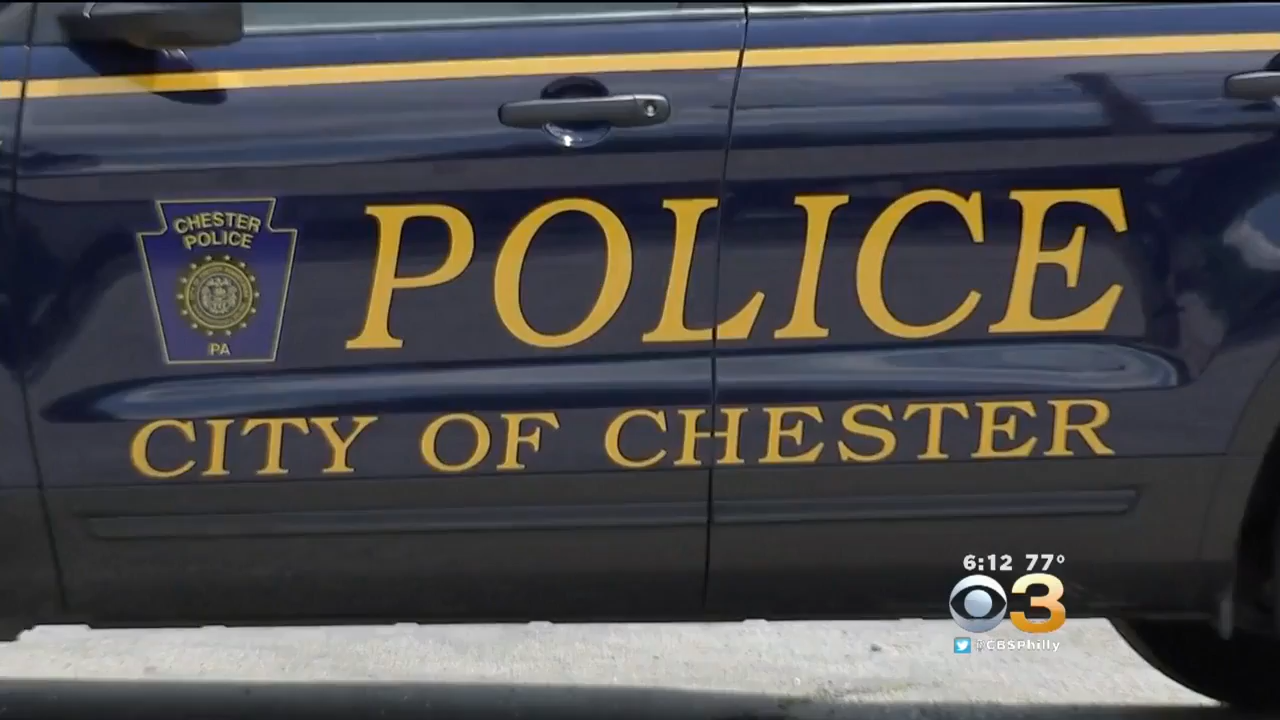 CHESTER
POLICE
PA
POLICE
CITY OF CHESTER
6:12 77°
3
@CBSPhilly